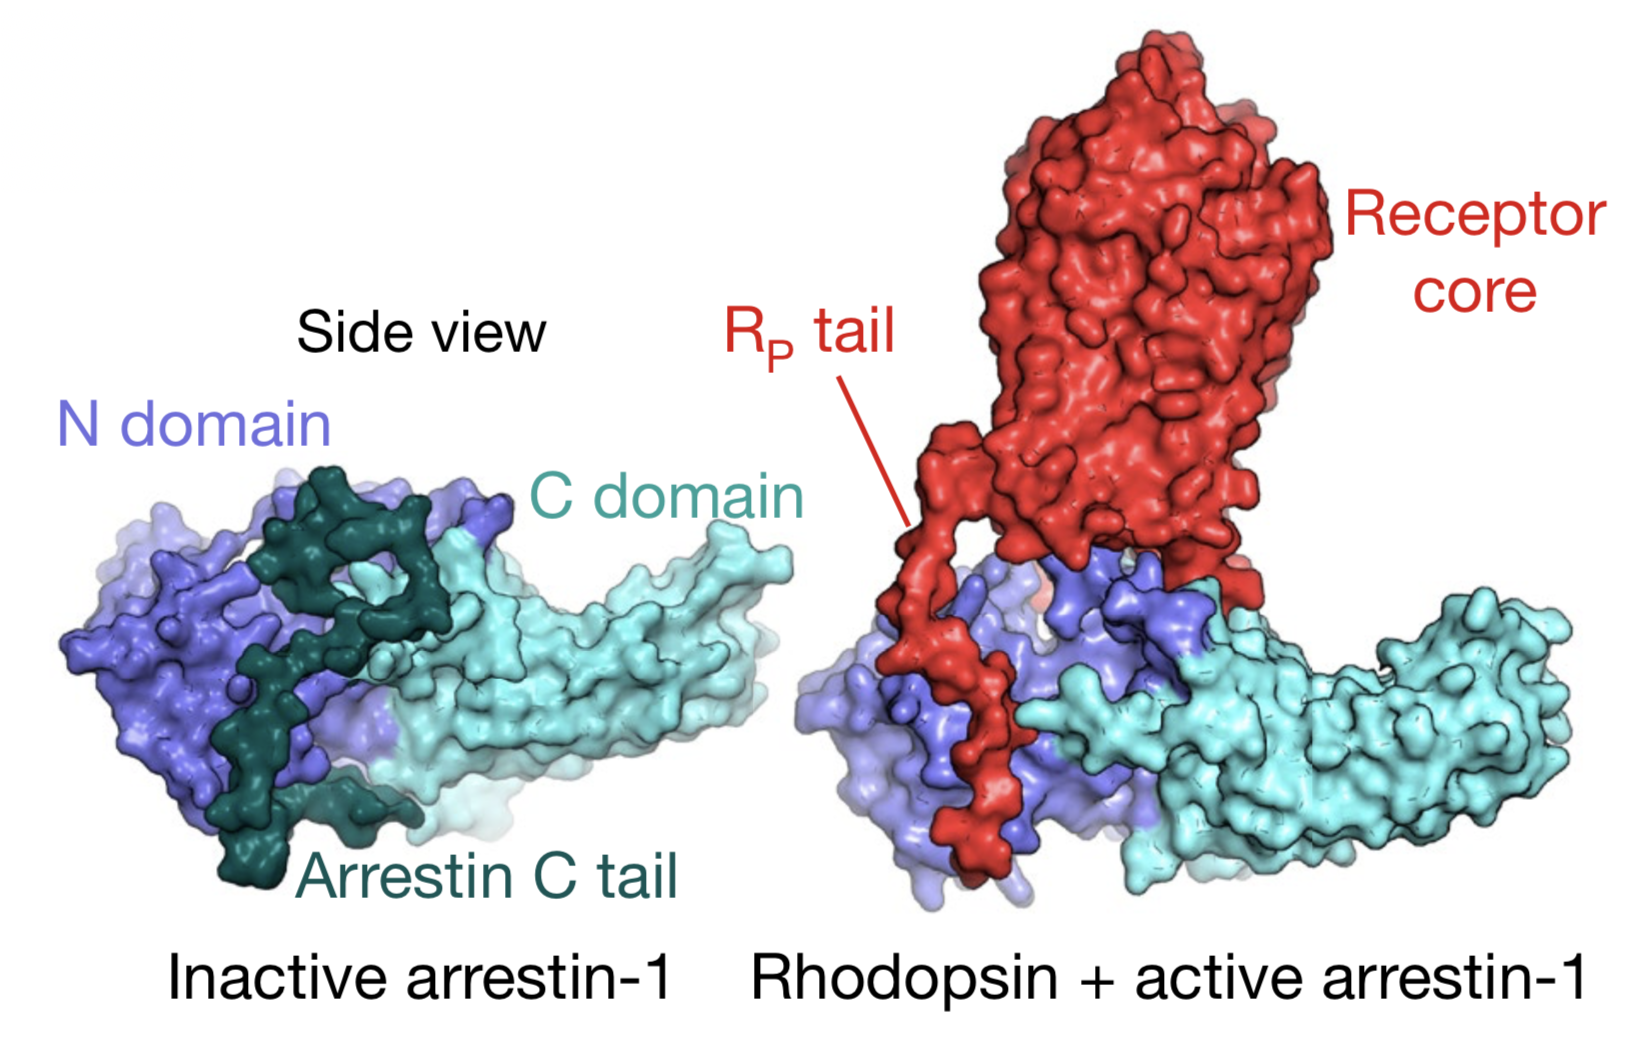 Receptor
core
Side view
R_P tail
N domain
C domain
Arrestin C tail
Inactive arrestin-1
Rhodopsin + active arrestin-1